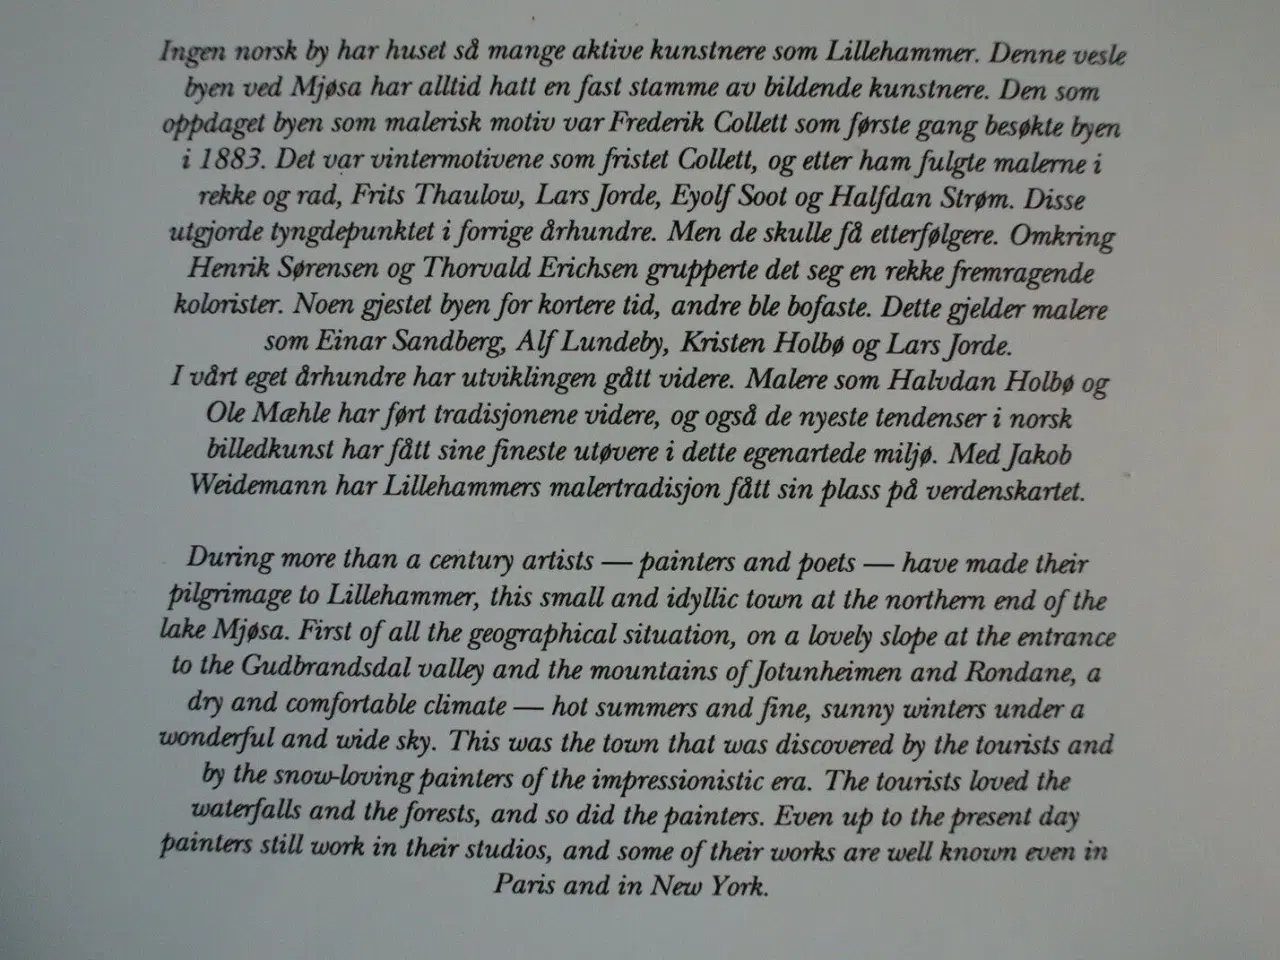 Ingen norsk by har huset så mange aktive kunstnere som Lillehammer. Denne vesle
byen ved Mjøsa har alltid hatt en fast stamme av bildende kunstnere. Den som
oppdaget byen som malerisk motiv var Frederik Collett som første gang besøkte byen
i 1883. Det var vintermotivene som fristet Collett, og etter ham fulgte malerne i
rekke og rad, Frits Thaulow, Lars Jorde, Eyolf Soot og Halfdan Strøm. Disse
utgjorde tyngdepunktet i forrige århundre. Men de skulle få etterfølgere. Omkring
Henrik Sørensen og Thorvald Erichsen grupperte det seg en rekke fremragende
kolorister. Noen gjestet byen for kortere tid, andre ble bofaste. Dette gjelder malere
som Einar Sandberg, Alf Lundeby, Kristen Holbø og Lars Jorde.
I vårt eget århundre har utviklingen gått videre. Malere som Halvdan Holbø og
Ole Mæhle har ført tradisjonene videre, og også de nyeste tendenser i norsk
billedkunst har fått sine fineste utøvere i dette egenartede miljø. Med Jakob
Weidemann har Lillehammers malertradisjon fått sin plass på verdenskartet.
During more than a century artists — painters and poets — have made their
pilgrimage to Lillehammer, this small and idyllic town at the northern end of the
lake Mjøsa. First of all the geographical situation, on a lovely slope at the entrance
to the Gudbrandsdal valley and the mountains of Jotunheimen and Rondane, a
dry and comfortable climate — hot summers and fine, sunny winters under a
wonderful and wide sky. This was the town that was discovered by the tourists and
by the snow-loving painters of the impressionistic era. The tourists loved the
waterfalls and the forests, and so did the painters. Even up to the present day
painters still work in their studios, and some of their works are well known even in
Paris and in New York.